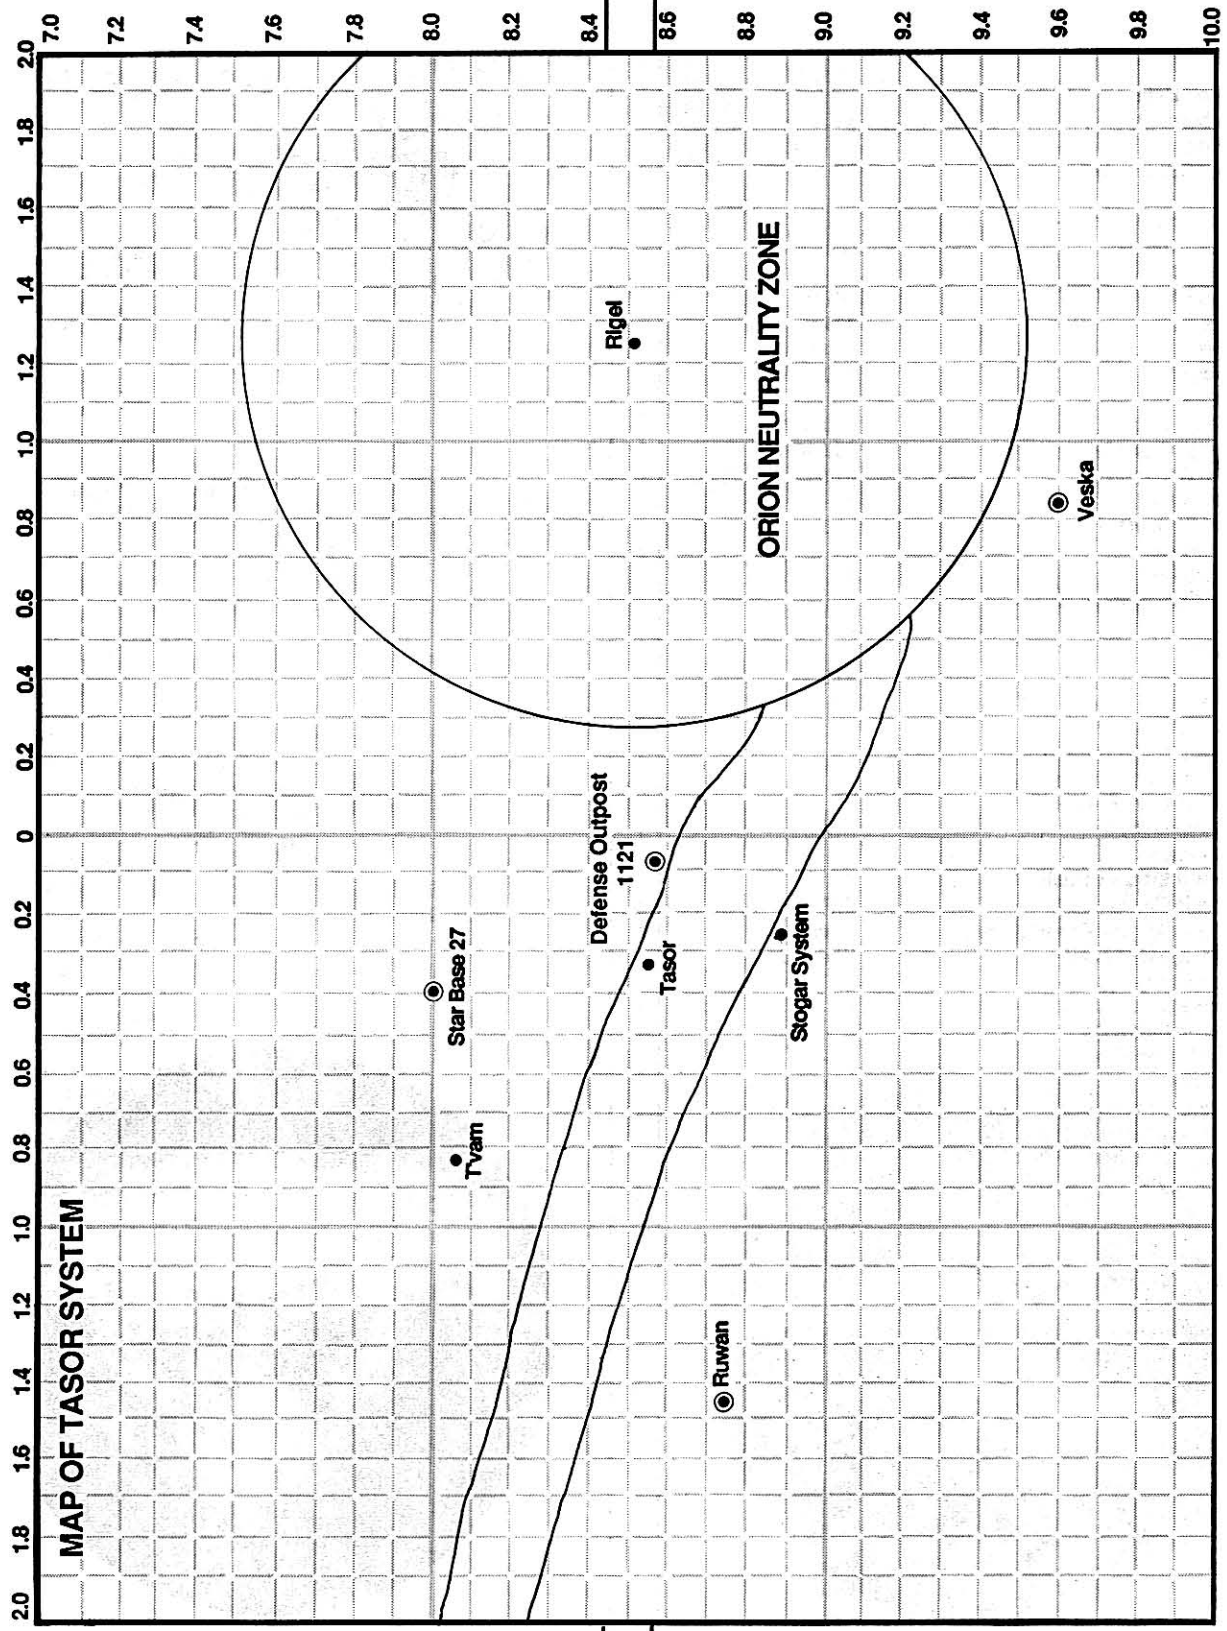 MAP OF TASOR SYSTEM
2.0 1.8 1.6 1.4 1.2 1.0 0.8 0.6 0.4 0.2 0 0.2 0.4 0.6 0.8 1.0 1.2 1.4 1.6 1.8 2.0
7.0
7.2
7.4
7.6
7.8
8.0
8.2
8.4
8.6
8.8
9.0
9.2
9.4
9.6
9.8
10.0
Star Base 27
T'vam
Defense Outpost
1121
Rigel
Tasor
Ruwan
ORION NEUTRALITY ZONE
Stogar System
Veska